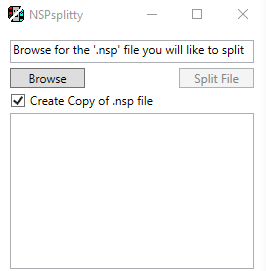 NSPsplitty
Browse for the '.nsp' file you will like to split
Browse
Split File
Create Copy of .nsp file